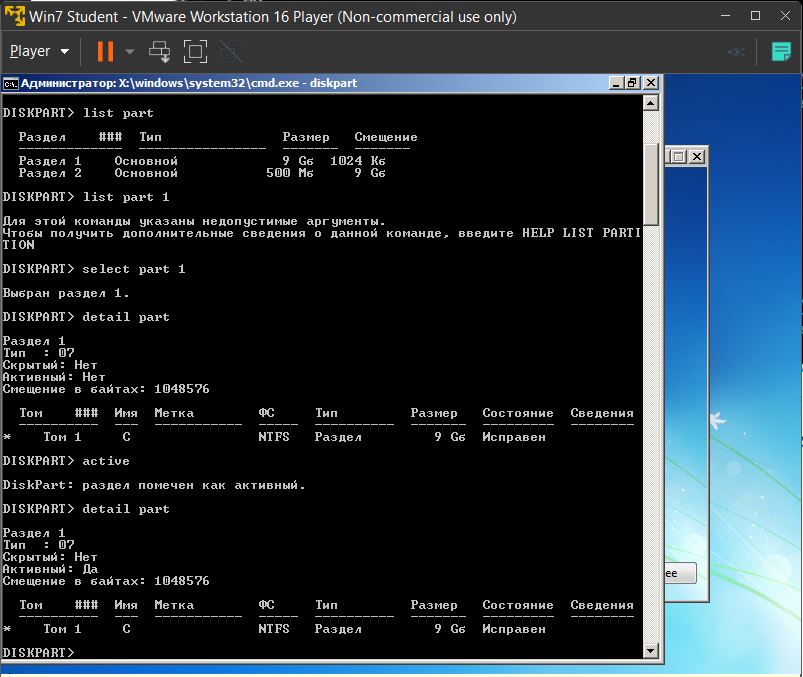 Win7 Student - VMware Workstation 16 Player (Non-commercial use only)
Player
Администратор: X:\windows\system32\cmd.exe - diskpart
DISKPART> list part
Раздел ### Тип Размер Смещение
Раздел 1 Основной 9 Gб 1024 Kб
Раздел 2 Основной 500 Mб 9 Gб
DISKPART> list part 1
Для этой команды указаны недопустимые аргументы.
Чтобы получить дополнительные сведения о данной команде, введите HELP LIST PARTI
TION
DISKPART> select part 1
Выбран раздел 1.
DISKPART> detail part
Раздел 1
Тип : 07
Скрытый: Нет
Активный: Нет
Смещение в байтах: 1048576
Том ### Имя Метка ФС Тип Размер Состояние Сведения
* Том 1 C NTFS Раздел 9 Gб Исправен
DISKPART> active
DiskPart: раздел помечен как активный.
DISKPART> detail part
Раздел 1
Тип : 07
Скрытый: Нет
Активный: Да
Смещение в байтах: 1048576
Том ### Имя Метка ФС Тип Размер Состояние Сведения
* Том 1 C NTFS Раздел 9 Gб Исправен
DISKPART>
ее